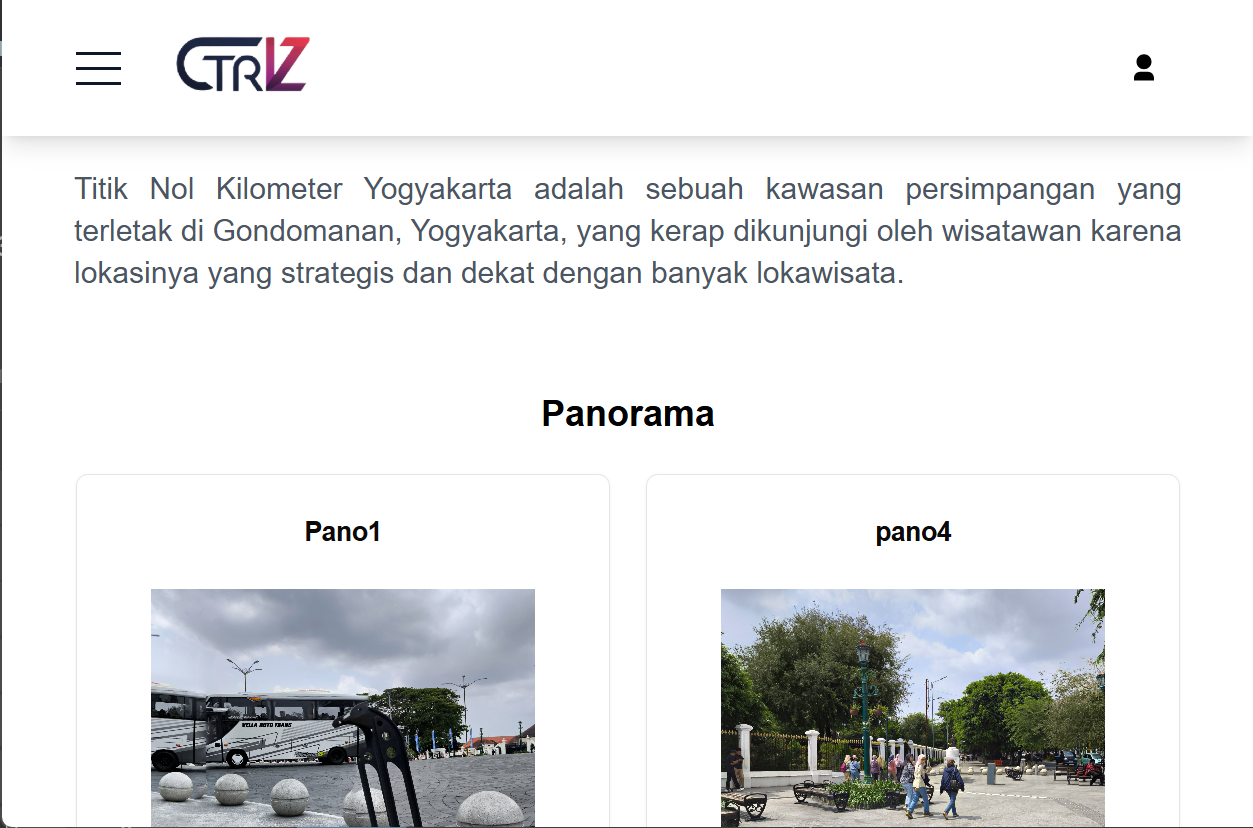 CTRIZ
Titik Nol Kilometer Yogyakarta adalah sebuah kawasan persimpangan yang
terletak di Gondomanan, Yogyakarta, yang kerap dikunjungi oleh wisatawan karena
lokasinya yang strategis dan dekat dengan banyak lokawisata.
Panorama
Pano1
pano4